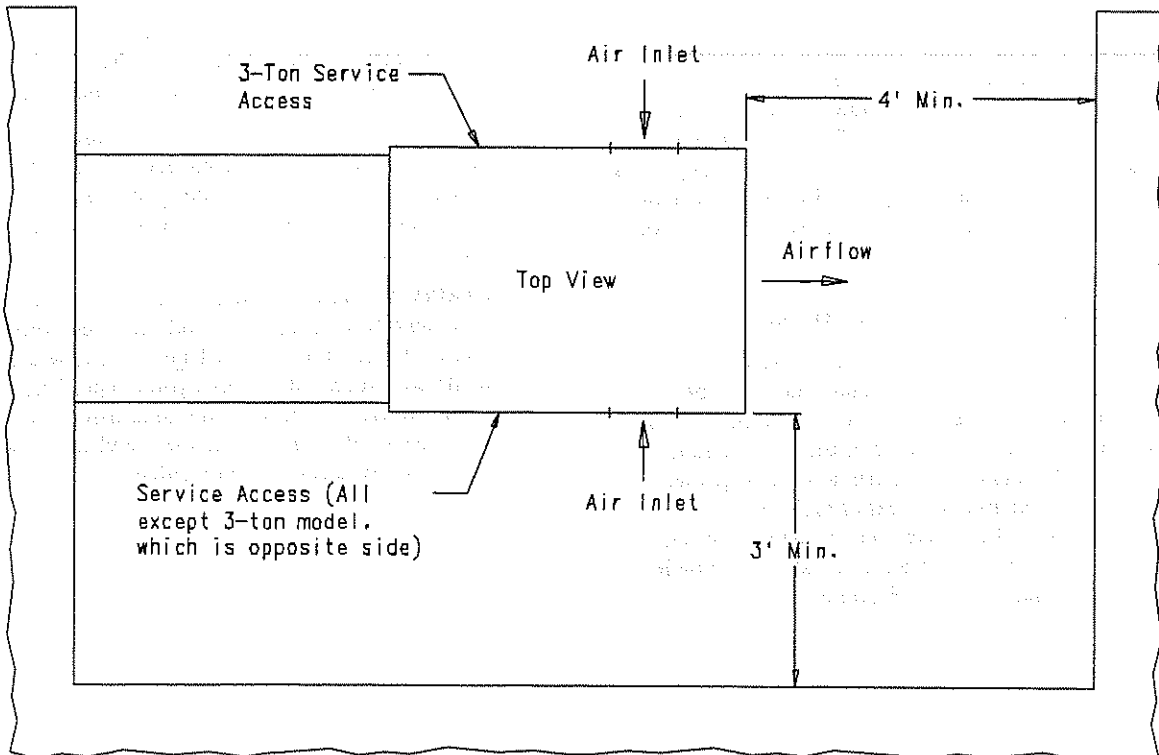 Air Inlet
3-Ton Service
Access
4' Min.
Airflow
Top View
Service Access (All
except 3-ton model.
which is opposite side)
Air Inlet
3' Min.